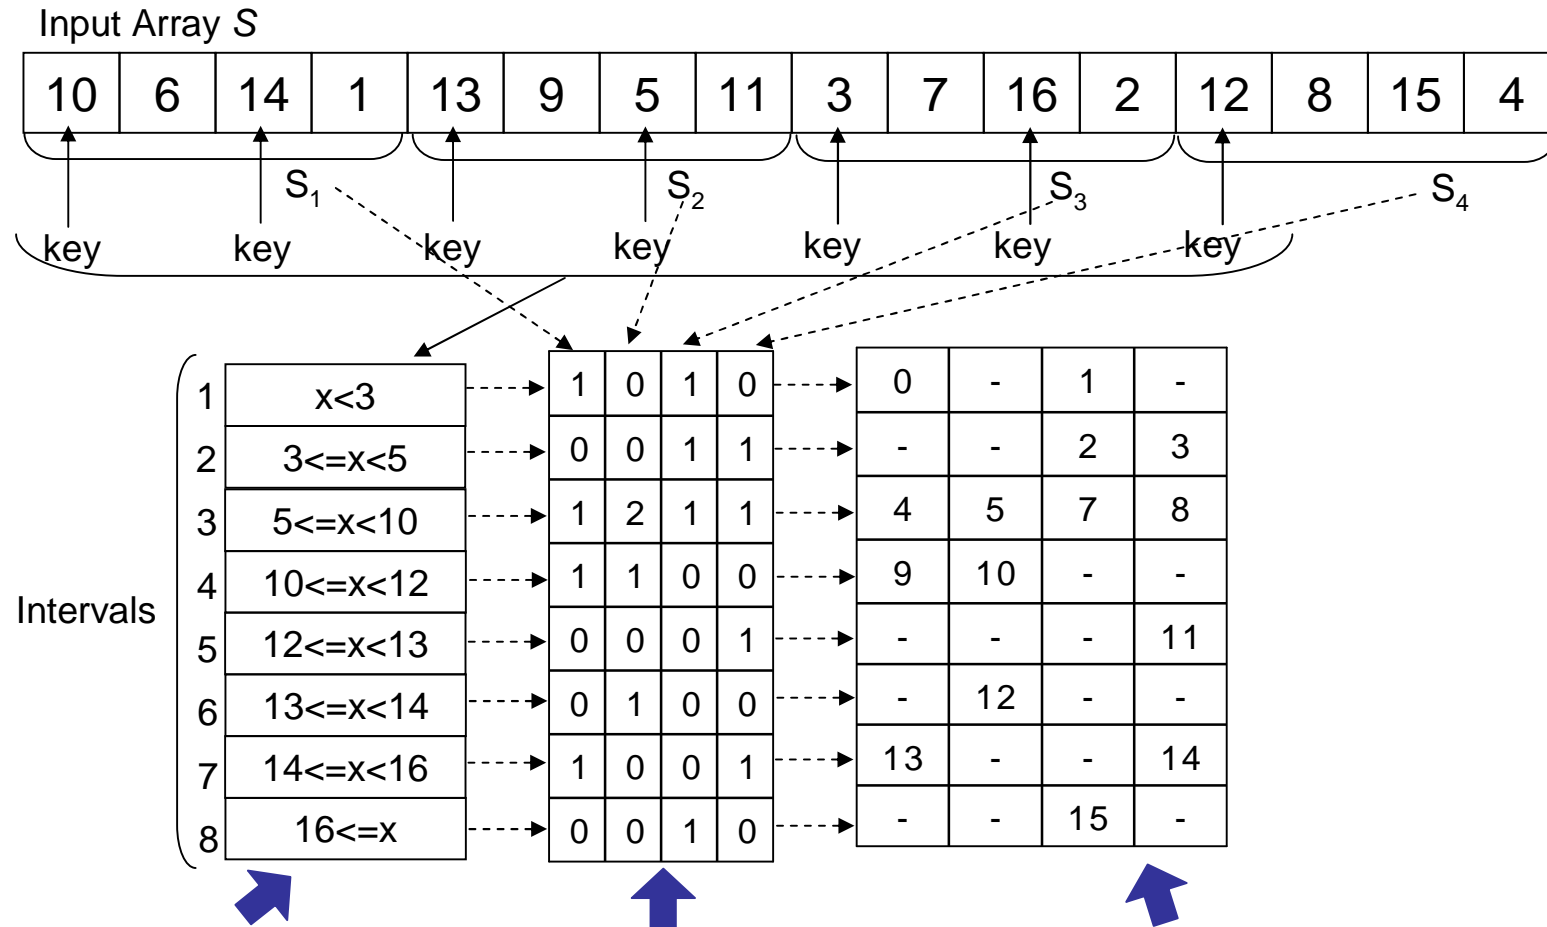 Input Array S
10 6 14 1 13 9 5 11 3 7 16 2 12 8 15 4
S1 S2 S3 S4
key key key key key key key
1 x<3 1 0 1 0 0 - 1 -
2 3<=x<5 0 0 1 1 - - 2 3
3 5<=x<10 1 2 1 1 4 5 7 8
4 10<=x<12 1 1 0 0 9 10 - -
Intervals
5 12<=x<13 0 0 0 1 - - - 11
6 13<=x<14 0 1 0 0 - 12 - -
7 14<=x<16 1 0 0 1 13 - - 14
8 16<=x 0 0 1 0 - - 15 -